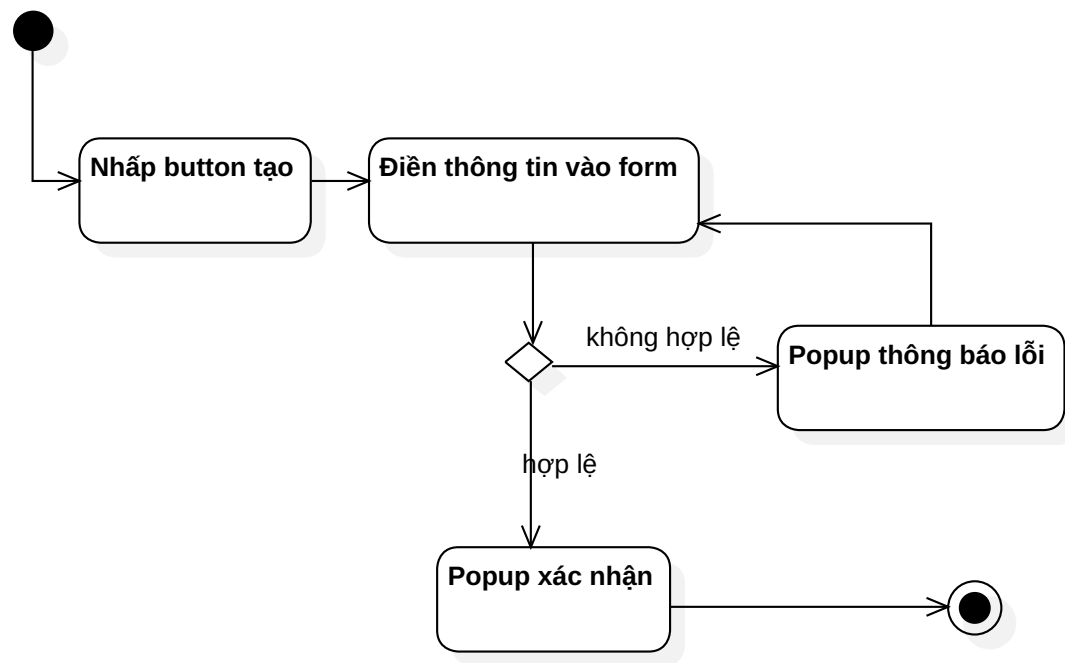 Nhấp button tạo
Điền thông tin vào form
không hợp lệ
Popup thông báo lỗi
hợp lệ
Popup xác nhận